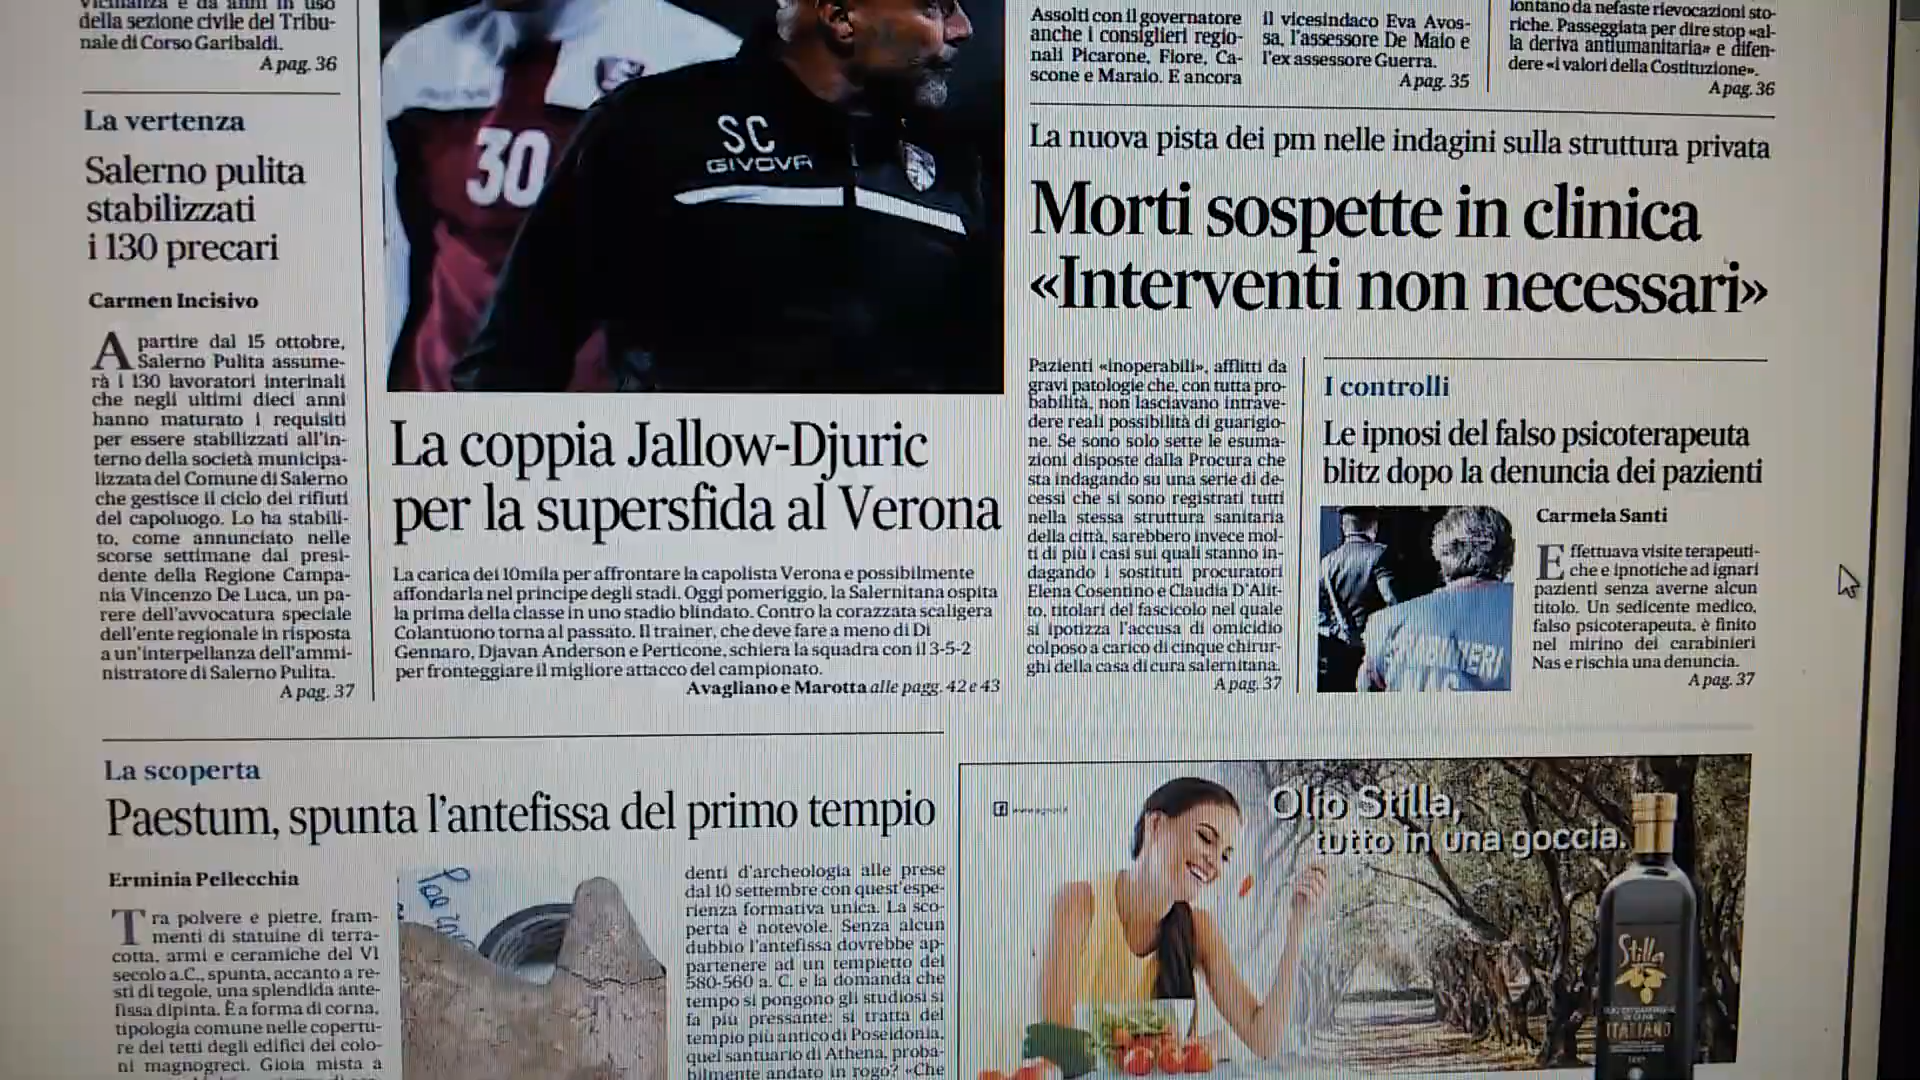 della sezione civile del Tribu-
nale di Corso Garibaldi.
A pag. 36
La vertenza
Salerno pulita
stabilizzati
i 130 precari
Carmen Incisivo
A partire dal 15 ottobre,
Salerno Pulita assume-
rà i 130 lavoratori interinali
che negli ultimi dieci anni
hanno maturato i requisiti
per essere stabilizzati all'in-
terno della società municipa-
lizzata del Comune di Salerno
che gestisce il ciclo dei rifiuti
del capoluogo. Lo ha stabili-
to, come annunciato nelle
scorse settimane dal presi-
dente della Regione Campa-
nia Vincenzo De Luca, un pa-
rere dell'avvocatura speciale
dell'ente regionale in risposta
a un'interpellanza dell'ammi-
nistratore di Salerno Pulita.
A pag. 37
30
SC
GIVOVA
La coppia Jallow-Djuric
per la supersfida al Verona
La carica dei 10mila per affrontare la capolista Verona e possibilmente
affondarla nel principe degli stadi. Oggi pomeriggio, la Salernitana ospita
la prima della classe in uno stadio blindato. Contro la corazzata scaligera
Colantuono torna al passato. Il trainer, che deve fare a meno di Di
Gennaro, Djavan Anderson e Perticone, schiera la squadra con il 3-5-2
per fronteggiare il migliore attacco del campionato.
Avagliano e Marotta alle pagg. 42 e 43
Assolti con il governatore
anche i consiglieri regio-
nali Picarone, Fiore, Ca-
scone e Maraio. E ancora
il vicesindaco Eva Avos-
sa, l'assessore De Maio e
l'ex assessore Guerra.
A pag. 35
lontano da nefaste rievocazioni sto-
riche. Passeggiata per dire stop «al-
la deriva antiumanitaria» e difen-
dere «i valori della Costituzione».
A pag. 36
La nuova pista dei pm nelle indagini sulla struttura privata
Morti sospette in clinica
«Interventi non necessari»
Pazienti «inoperabili», afflitti da
gravi patologie che, con tutta pro-
babilità, non lasciavano intrave-
dere reali possibilità di guarigio-
ne. Se sono solo sette le esuma-
zioni disposte dalla Procura che
sta indagando su una serie di de-
cessi che si sono registrati tutti
nella stessa struttura sanitaria
della città, sarebbero invece mol-
ti di più i casi sui quali stanno in-
dagando i sostituti procuratori
Elena Cosentino e Claudia D'Alit-
to, titolari del fascicolo nel quale
si ipotizza l'accusa di omicidio
colposo a carico di cinque chirur-
ghi della casa di cura salernitana.
A pag. 37
I controlli
Le ipnosi del falso psicoterapeuta
blitz dopo la denuncia dei pazienti
Carmela Santi
Effettuava visite terapeuti-
che e ipnotiche ad ignari
pazienti senza averne alcun
titolo. Un sedicente medico,
falso psicoterapeuta, è finito
nel mirino dei carabinieri
Nas e rischia una denuncia.
A pag. 37
La scoperta
Paestum, spunta l'antefissa del primo tempio
Erminia Pellecchia
Tra polvere e pietre, fram-
menti di statuine di terra-
cotta, armi e ceramiche del VI
secolo a.C., spunta, accanto a re-
sti di tegole, una splendida ante-
fissa dipinta. È a forma di corna,
tipologia comune nelle copertu-
re dei tetti degli edifici dei colo-
ni magnogreci. Gioia mista a
denti d'archeologia alle prese
dal 10 settembre con quest'espe-
rienza formativa unica. La sco-
perta è notevole. Senza alcun
dubbio l'antefissa dovrebbe ap-
partenere ad un tempietto del
580-560 a. C. e la domanda che
tempo si pongono gli studiosi si
fa più pressante: si tratta del
tempio più antico di Poseidonia,
quel santuario di Athena, proba-
bilmente andato in rogo? «Che
Olio Stilla,
tutto in una goccia.
Stilla
ITALIANO